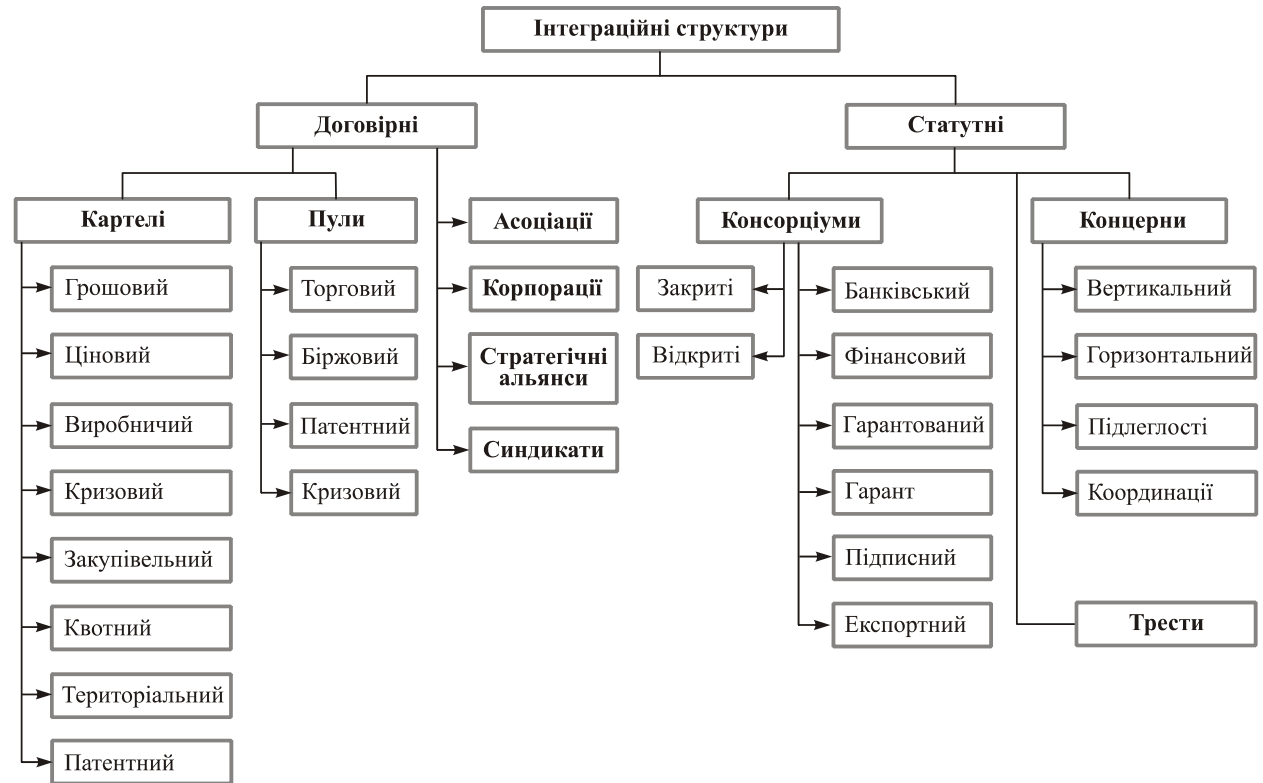 Інтеграційні структури
Договірні
Статутні
Картелі
Пули
Асоціації
Консорціуми
Концерни
Грошовий
Торговий
Корпорації
Закриті
Банківський
Вертикальний
Ціновий
Біржовий
Стратегічні
альянси
Відкриті
Фінансовий
Горизонтальний
Виробничий
Патентний
Синдикати
Гарантований
Підлеглості
Кризовий
Кризовий
Гарант
Координації
Закупівельний
Підписний
Квотний
Експортний
Трести
Територіальний
Патентний